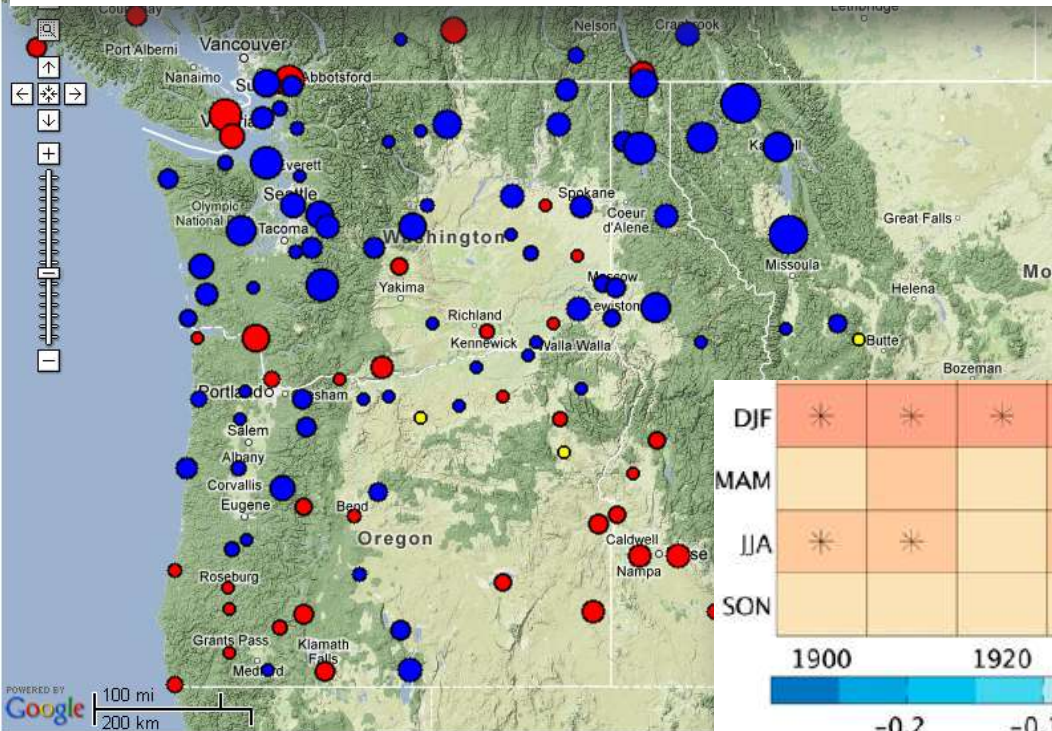 Nelson
Cranbrook
Lethbridge
Port Alberni
Vancouver
Nanaimo
Abbotsford
Everett
Seattle
Olympic
National
Tacoma
Spokane
Coeur
d'Alene
Great Falls
Washington
Missoula
Mo
Yakima
Moscow
Lewiston
Helena
Richland
Kennewick
Walla Walla
Butte
Bozeman
Portland
Salem
Albany
Corvallis
Eugene
Bend
Oregon
Caldwell
Nampa
Roseburg
Grants Pass
Klamath
Falls
Medford
POWERED BY
Google
100 mi
200 km
DJF
MAM
JJA
SON
1900
1920
-0.2